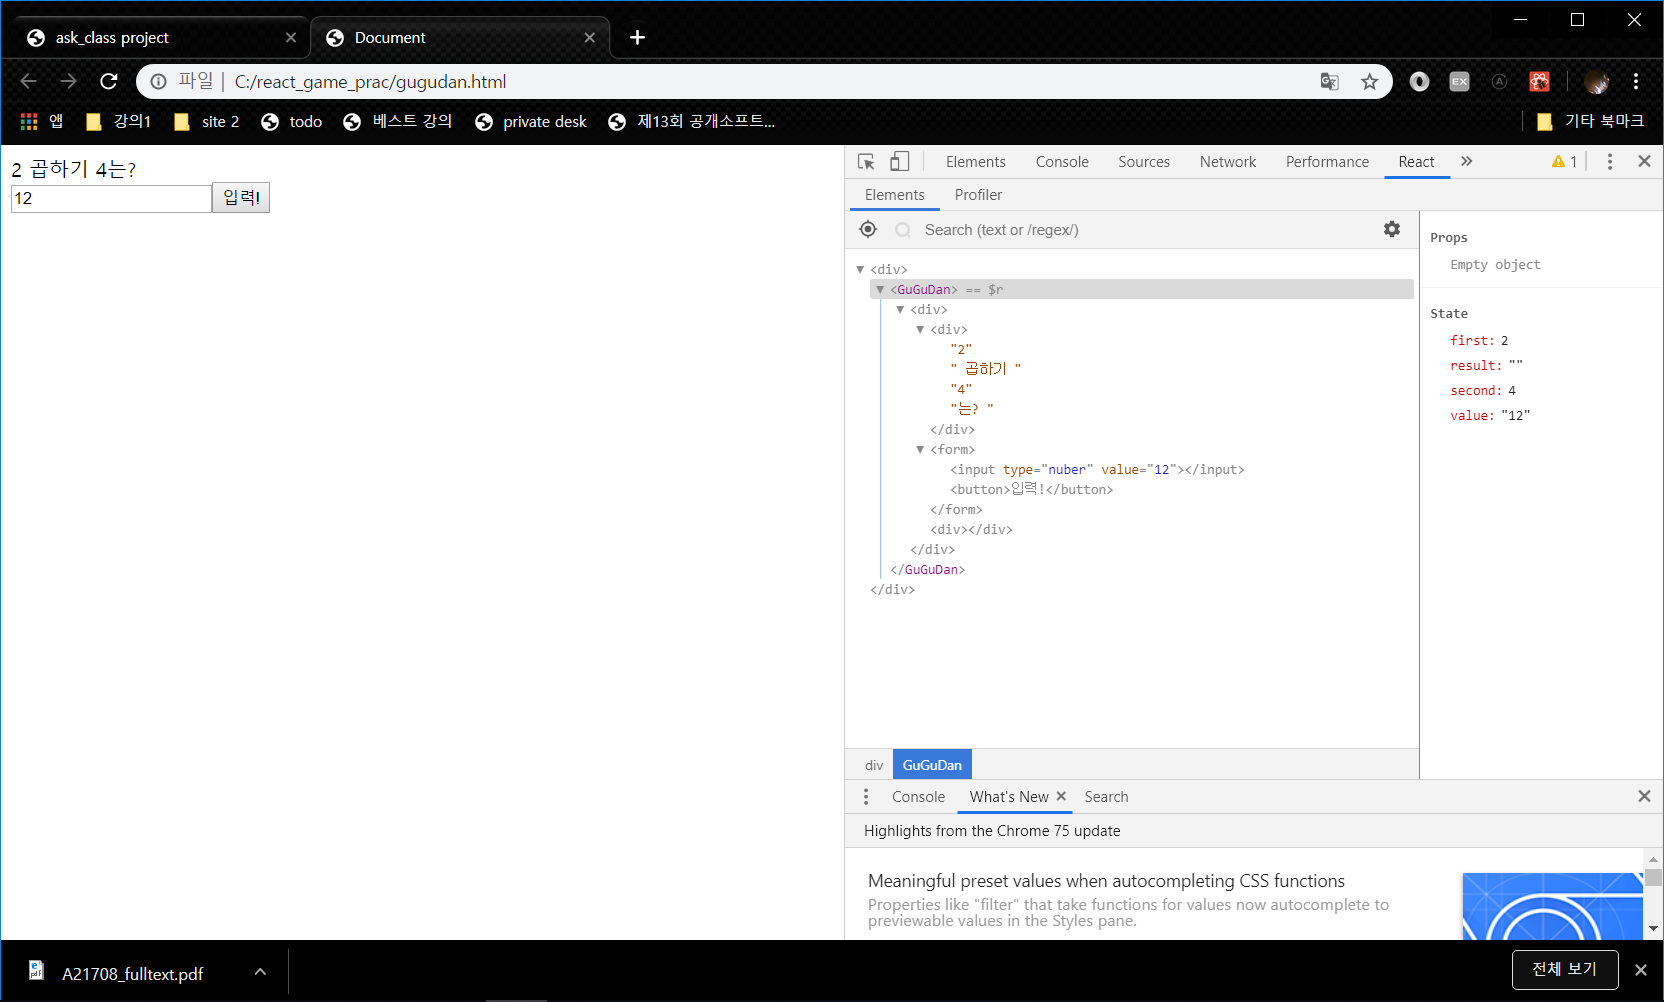 ask_class project
Document
파일 | C:/react_game_prac/gugudan.html
EX
A
앱 강의1 site 2 todo 베스트 강의 private desk 제13회 공개소프트... 기타 북마크
2 곱하기 4는?
12 입력!
Elements Console Sources Network Performance React » 1
Elements Profiler
Search (text or /regex/)
<div>
<GuGuDan> == $r
<div>
<div>
"2"
" 곱하기 "
"4"
"는? "
</div>
<form>
<input type="nuber" value="12"></input>
<button>입력!</button>
</form>
<div></div>
</div>
</GuGuDan>
</div>
Props
Empty object
State
first: 2
result: ""
second: 4
value: "12"
div GuGuDan
Console What's New Search
Highlights from the Chrome 75 update
Meaningful preset values when autocompleting CSS functions
Properties like "filter" that take functions for values now autocomplete to
previewable values in the Styles pane.
A21708_fulltext.pdf
전체 보기